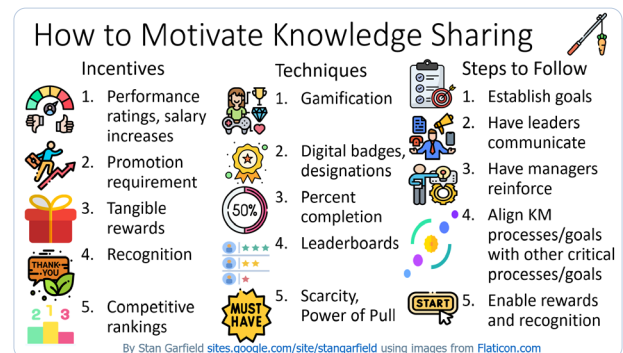 How to Motivate Knowledge Sharing
Incentives
1. Performance
ratings, salary
increases
2. Promotion
requirement
3. Tangible
rewards
THANK-
YOU
4. Recognition
2 1 3
5. Competitive
rankings
Techniques
1. Gamification
2. Digital badges,
designations
50%
3. Percent
completion
4. Leaderboards
MUST
HAVE
5. Scarcity,
Power of Pull
Steps to Follow
1. Establish goals
2. Have leaders
communicate
3. Have managers
reinforce
4. Align KM
processes/goals
with other critical
processes/goals
START
5. Enable rewards
and recognition
By Stan Garfield sites.google.com/site/stangarfield using images from Flaticon.com